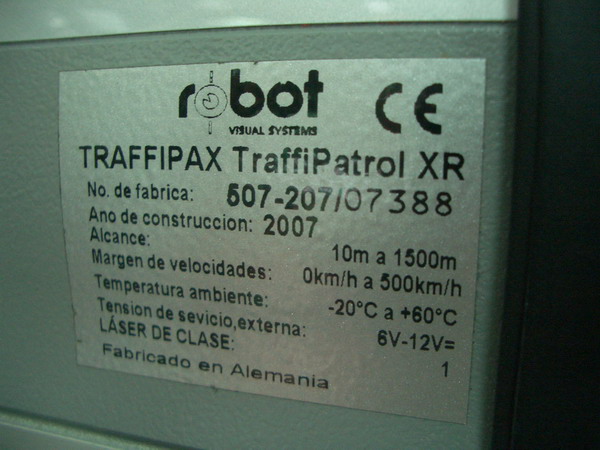 robot CE
VISUAL SYSTEMS
TRAFFIPAX TraffiPatrol XR
No. de fabrica: 507-207/07388
Ano de construccion: 2007
Alcance: 10m a 1500m
Margen de velocidades: 0km/h a 500km/h
Temperatura ambiente: -20°C a +60°C
Tension de sevicio,externa: 6V-12V=
LÁSER DE CLASE: 1
Fabricado en Alemania